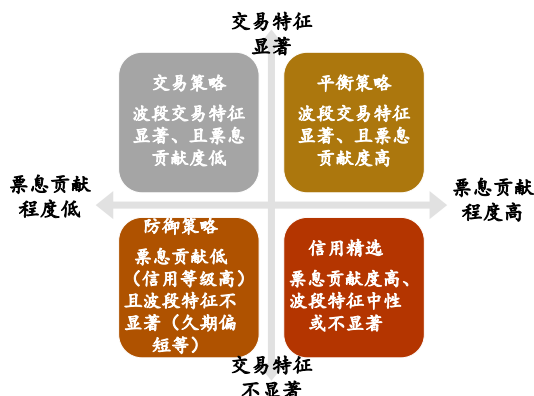 交易特征
显著
交易策略
波段交易特征
显著、且票息
贡献度低
平衡策略
波段交易特征
显著、且票息
贡献度高
票息贡献
程度低
票息贡献
程度高
防御策略
票息贡献低
（信用等级高）
且波段特征不
显著（久期偏
短等）
信用精选
票息贡献度高、
波段特征中性
或不显著
交易特征
不显著